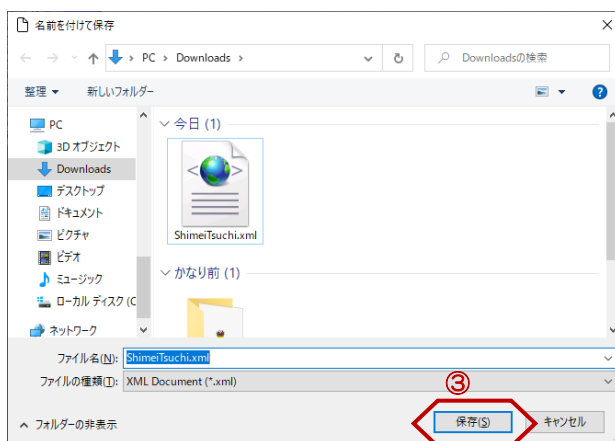 名前を付けて保存
PC › Downloads ›
Downloadsの検索
整理 新しいフォルダー
PC
3D オブジェクト
Downloads
デスクトップ
ドキュメント
ピクチャ
ビデオ
ミュージック
ローカル ディスク (C
ネットワーク
今日 (1)
ShimeiTsuchi.xml
かなり前 (1)
ファイル名(N): ShimeiTsuchi.xml
ファイルの種類(T): XML Document (*.xml)
③
フォルダーの非表示
保存(S) キャンセル